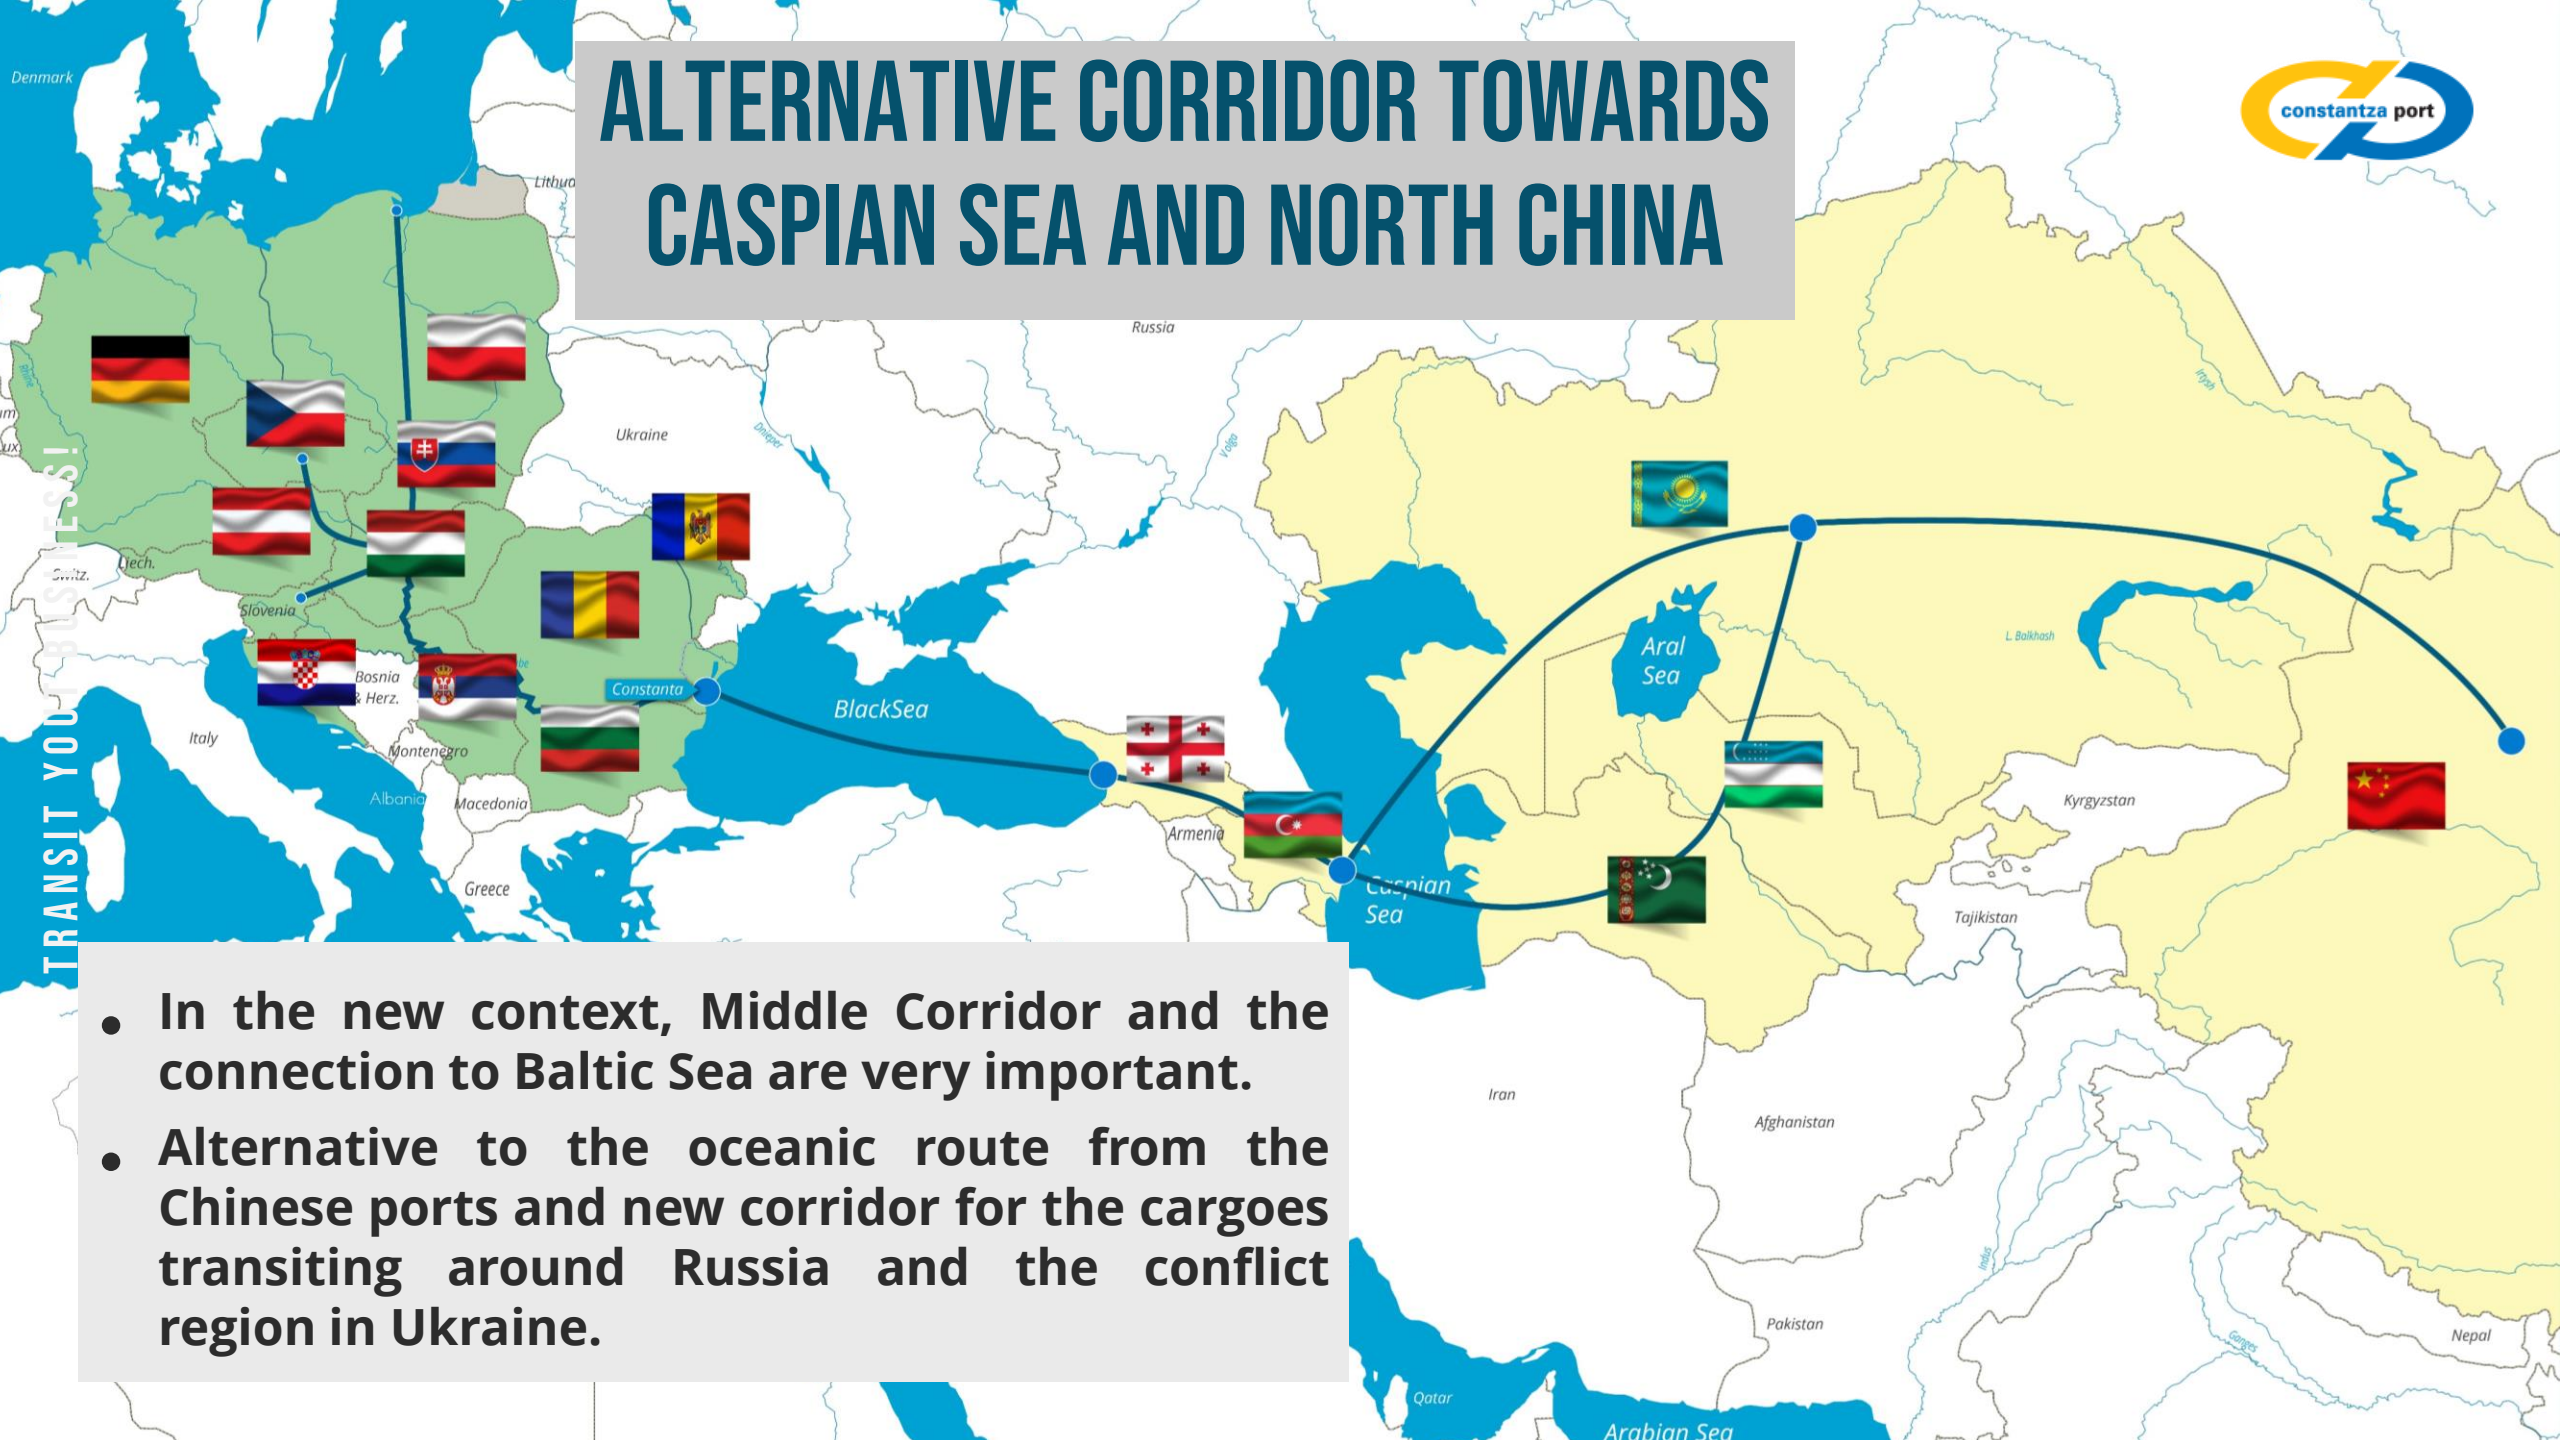 ALTERNATIVE CORRIDOR TOWARDS
CASPIAN SEA AND NORTH CHINA
constantza port
Denmark
Russia
Rhine
Ukraine
Dnieper
Volga
Irtysh
Liech.
Switz.
Slovenia
L. Balkhash
Aral
Sea
Bosnia
& Herz.
Constanta
BlackSea
Italy
Montenegro
Albania
Macedonia
Kyrgyzstan
Armenia
Greece
Caspian
Sea
Tajikistan
TRANSIT YOUR BUSINESS!
• In the new context, Middle Corridor and the
connection to Baltic Sea are very important.
• Alternative to the oceanic route from the
Chinese ports and new corridor for the cargoes
transiting around Russia and the conflict
region in Ukraine.
Iran
Afghanistan
Indus
Pakistan
Nepal
Ganges
Qatar
Arabian Sea